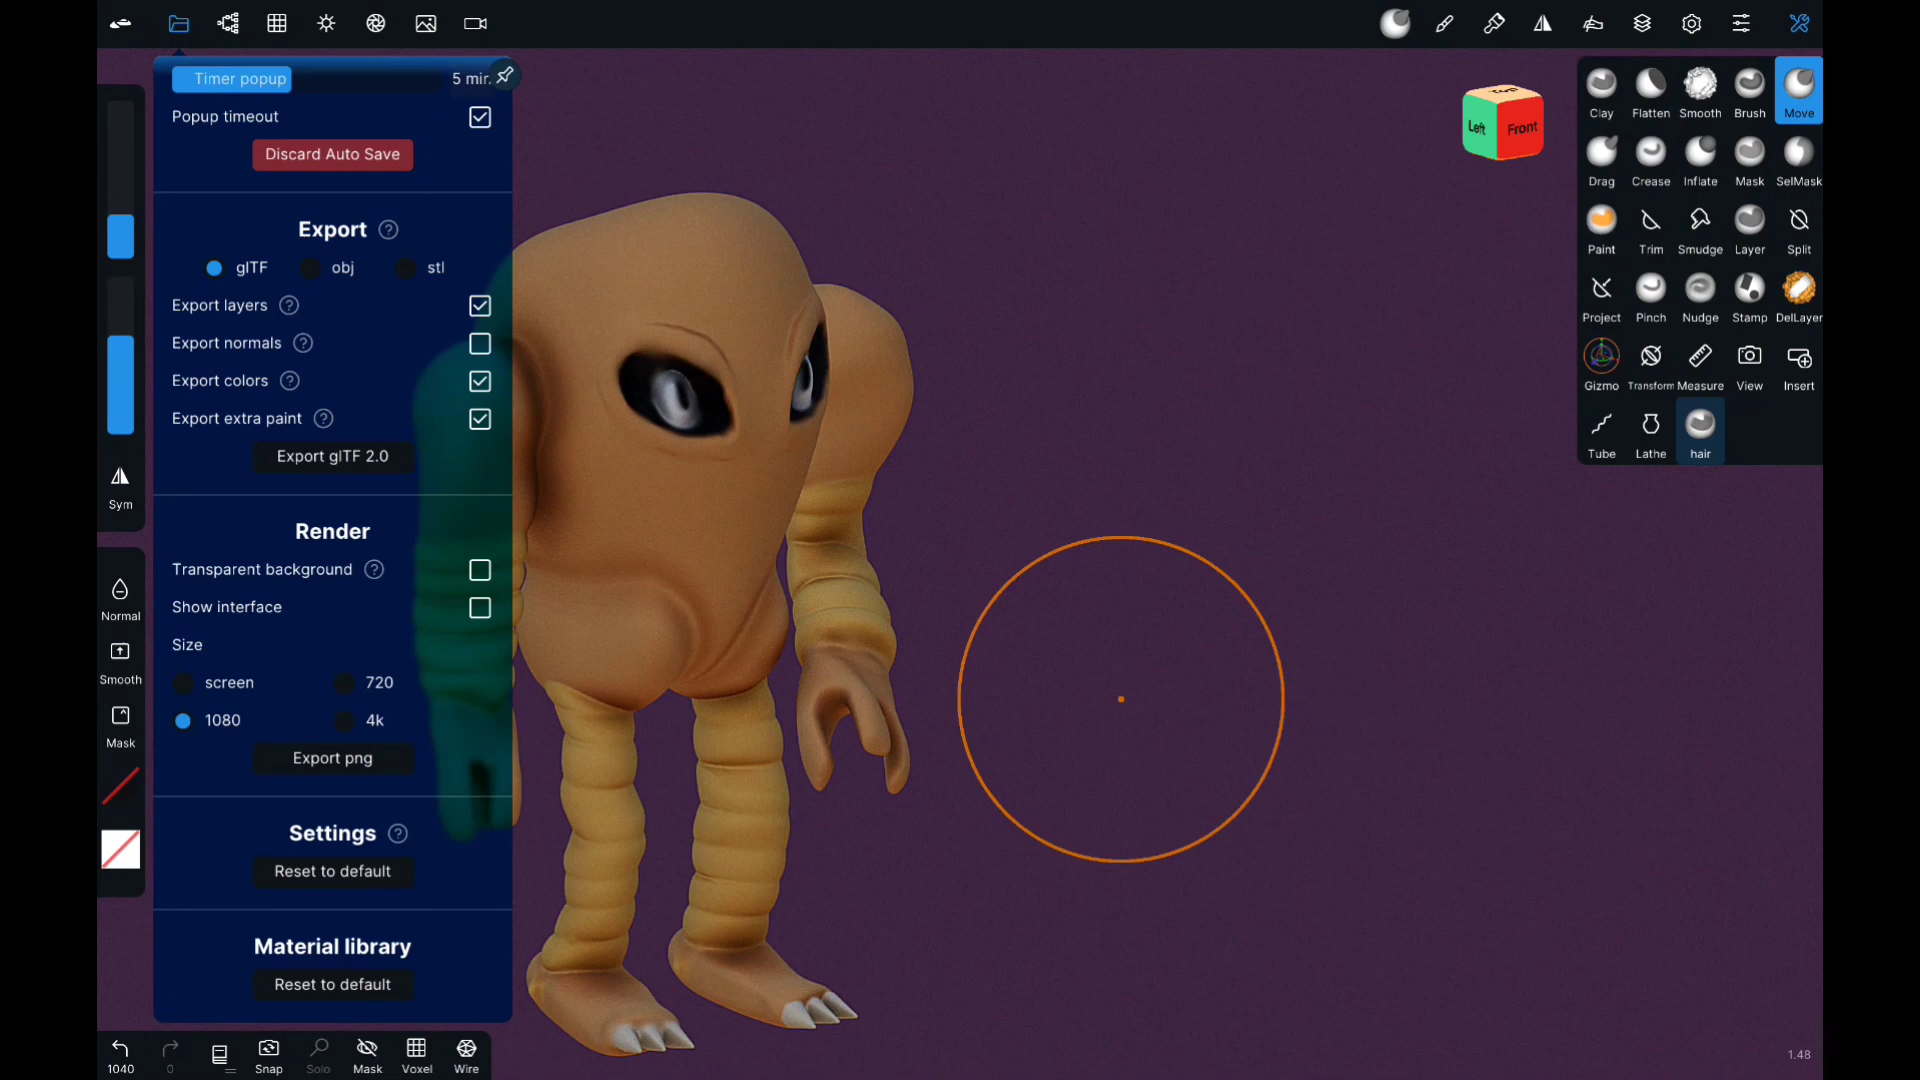 Timer popup 5 mir.
Popup timeout
Discard Auto Save
Export
glTF obj stl
Export layers
Export normals
Export colors
Export extra paint
Export glTF 2.0
Render
Transparent background
Show interface
Size
screen 720
1080 4k
Export png
Settings
Reset to default
Material library
Reset to default
Sym
Normal
Smooth
Mask
1040 0 Snap Solo Mask Voxel Wire
Top
Left Front
Clay Flatten Smooth Brush Move
Drag Crease Inflate Mask SelMask
Paint Trim Smudge Layer Split
Project Pinch Nudge Stamp DelLayer
Gizmo Transform Measure View Insert
Tube Lathe hair
1.48